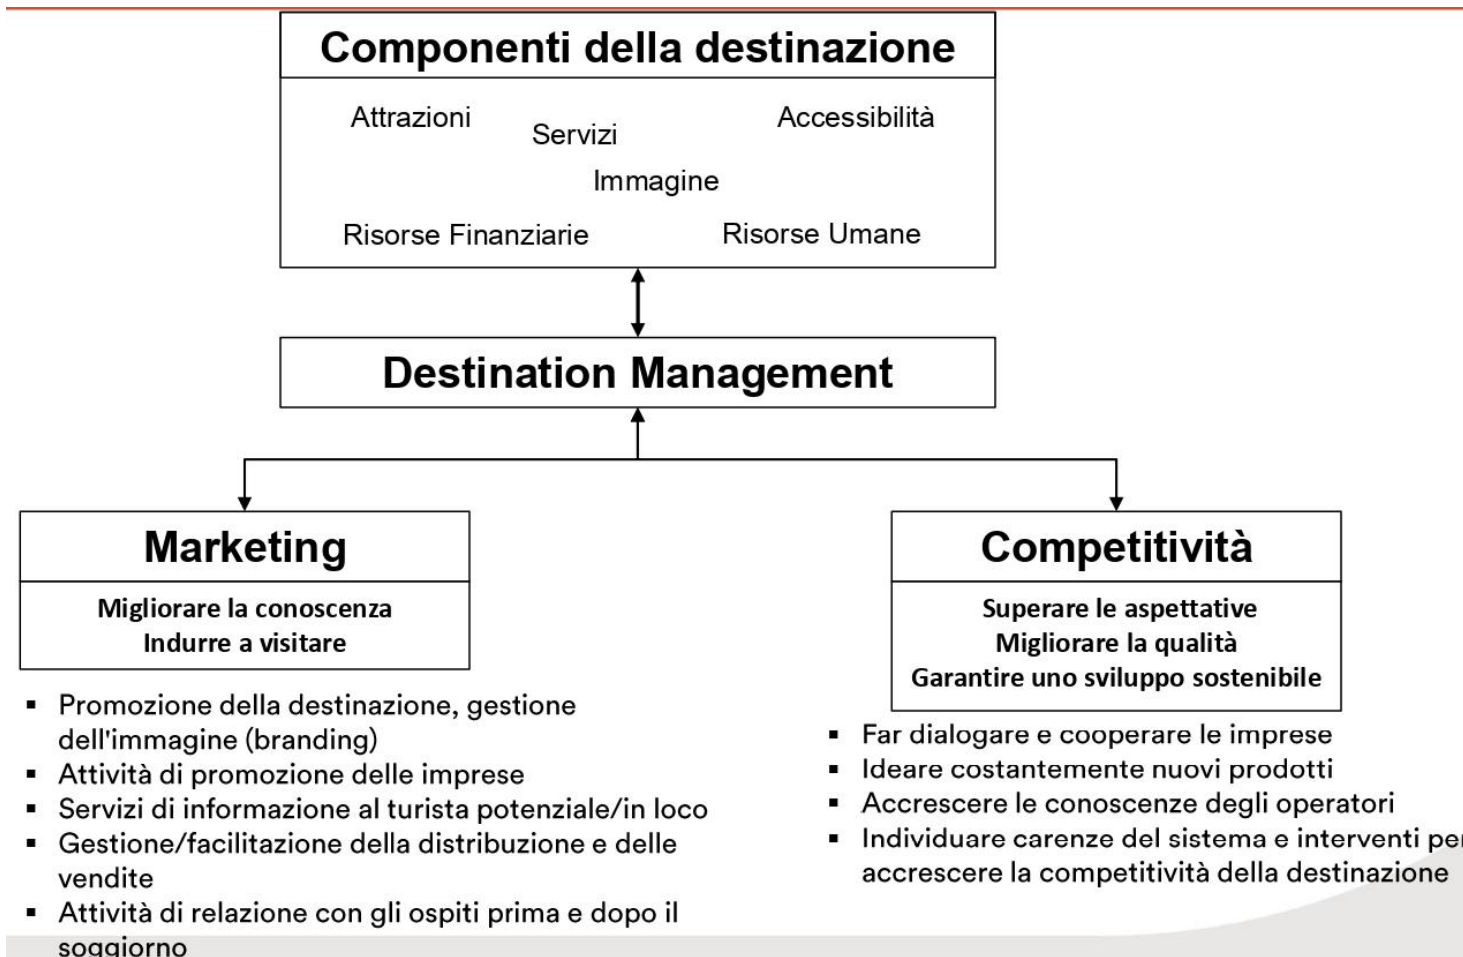 Componenti della destinazione
Attrazioni
Servizi
Accessibilità
Immagine
Risorse Finanziarie
Risorse Umane
Destination Management
Marketing
Migliorare la conoscenza
Indurre a visitare
▪ Promozione della destinazione, gestione
dell'immagine (branding)
▪ Attività di promozione delle imprese
▪ Servizi di informazione al turista potenziale/in loco
▪ Gestione/facilitazione della distribuzione e delle
vendite
▪ Attività di relazione con gli ospiti prima e dopo il
soggiorno
Competitività
Superare le aspettative
Migliorare la qualità
Garantire uno sviluppo sostenibile
▪ Far dialogare e cooperare le imprese
▪ Ideare costantemente nuovi prodotti
▪ Accrescere le conoscenze degli operatori
▪ Individuare carenze del sistema e interventi per
accrescere la competitività della destinazione